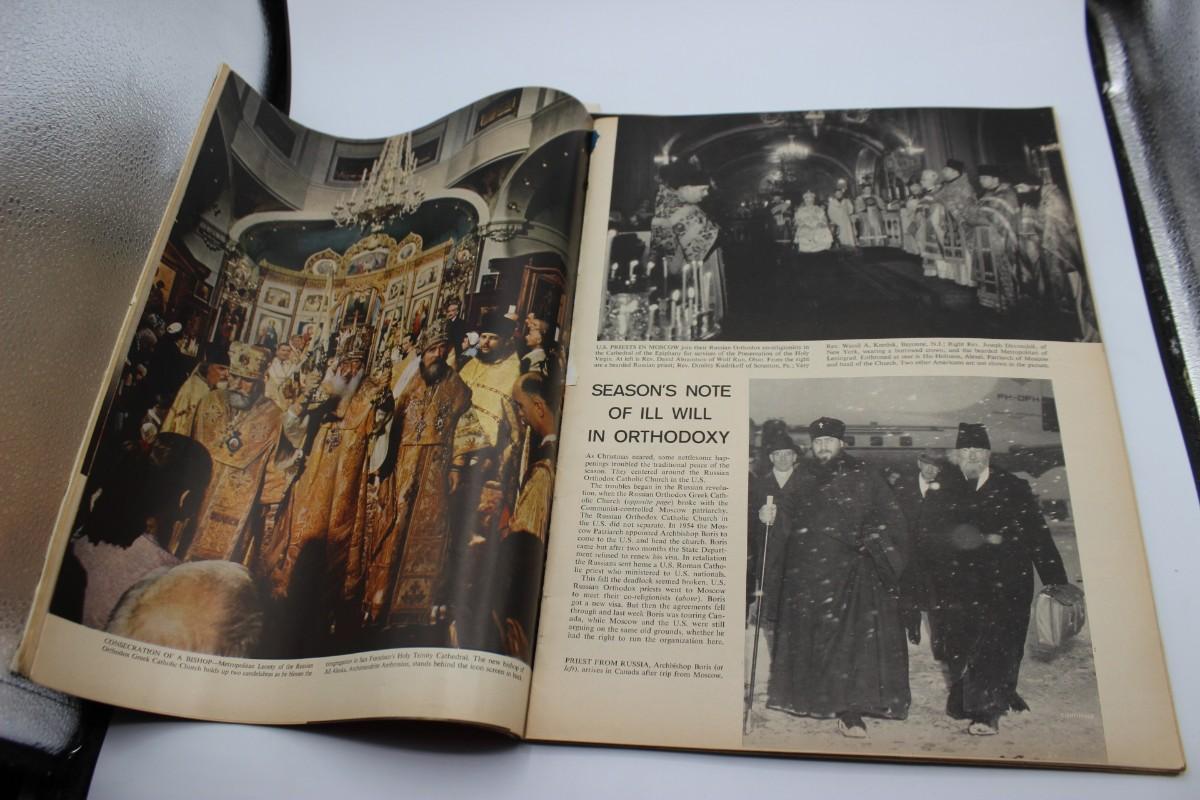 CONSECRATION OF A BISHOP—Metropolitan Leonty of the Russian
Orthodox Greek Catholic Church holds up two candelabras as he blesses the
congregation in San Francisco's Holy Trinity Cathedral. The new bishop of
Archimandrite Ambrosius, stands behind the icon screen in back.
U.S. PRIESTS IN MOSCOW join their Russian Orthodox co-religionists in
the Cathedral of the Epiphany for services of the Presentation of the Holy
Virgin. At left is Rev. David Abramtsov of Wolf Run, Ohio. From the right
are a bearded Russian priest; Rev. Dimitry of Scranton, Pa.; Very
Rev. Wassil A. Bayonne, N.J.; Right Rev. Joseph of
New York, wearing a borrowed crown, and the bearded Metropolitan of
Leningrad. Enthroned at rear is His Holiness, Alexei, Patriarch of Moscow
and head of the Church. Two other Americans are not shown in the picture.
SEASON'S NOTE
OF ILL WILL
IN ORTHODOXY
As Christmas neared, some nettlesome hap-
penings troubled the traditional peace of the
season. They centered around the Russian
Orthodox Catholic Church in the U.S.
The troubles began in the Russian revolu-
tion, when the Russian Orthodox Greek Cath-
olic Church (opposite page) broke with the
Communist-controlled Moscow patriarchy.
The Russian Orthodox Catholic Church in
the U.S. did not separate. In 1954 the Mos-
cow Patriarch appointed Archbishop Boris to
come to the U.S. and head the church. Boris
came but after two months the State Depart-
ment refused to renew his visa. In retaliation
the Russians sent home a U.S. Roman Catho-
lic priest who ministered to U.S. nationals.
This fall the deadlock seemed broken. U.S.
Russian Orthodox priests went to Moscow
to meet their co-religionists (above). Boris
got a new visa. But then the agreements fell
through and last week Boris was touring Can-
ada, while Moscow and the U.S. were still
arguing on the same old grounds, whether he
had the right to run the organization here.
PRIEST FROM RUSSIA, Archbishop Boris (at
left), arrives in Canada after trip from Moscow.
PH-DFH
CONTINUED